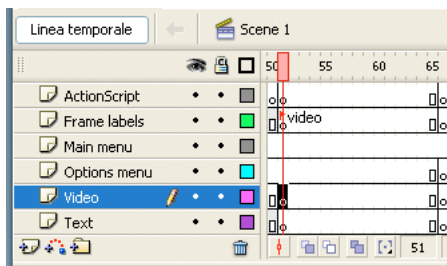 Linea temporale Scene 1
50 55 60 65
ActionScript
Frame labels video
Main menu
Options menu
Video
Text
51